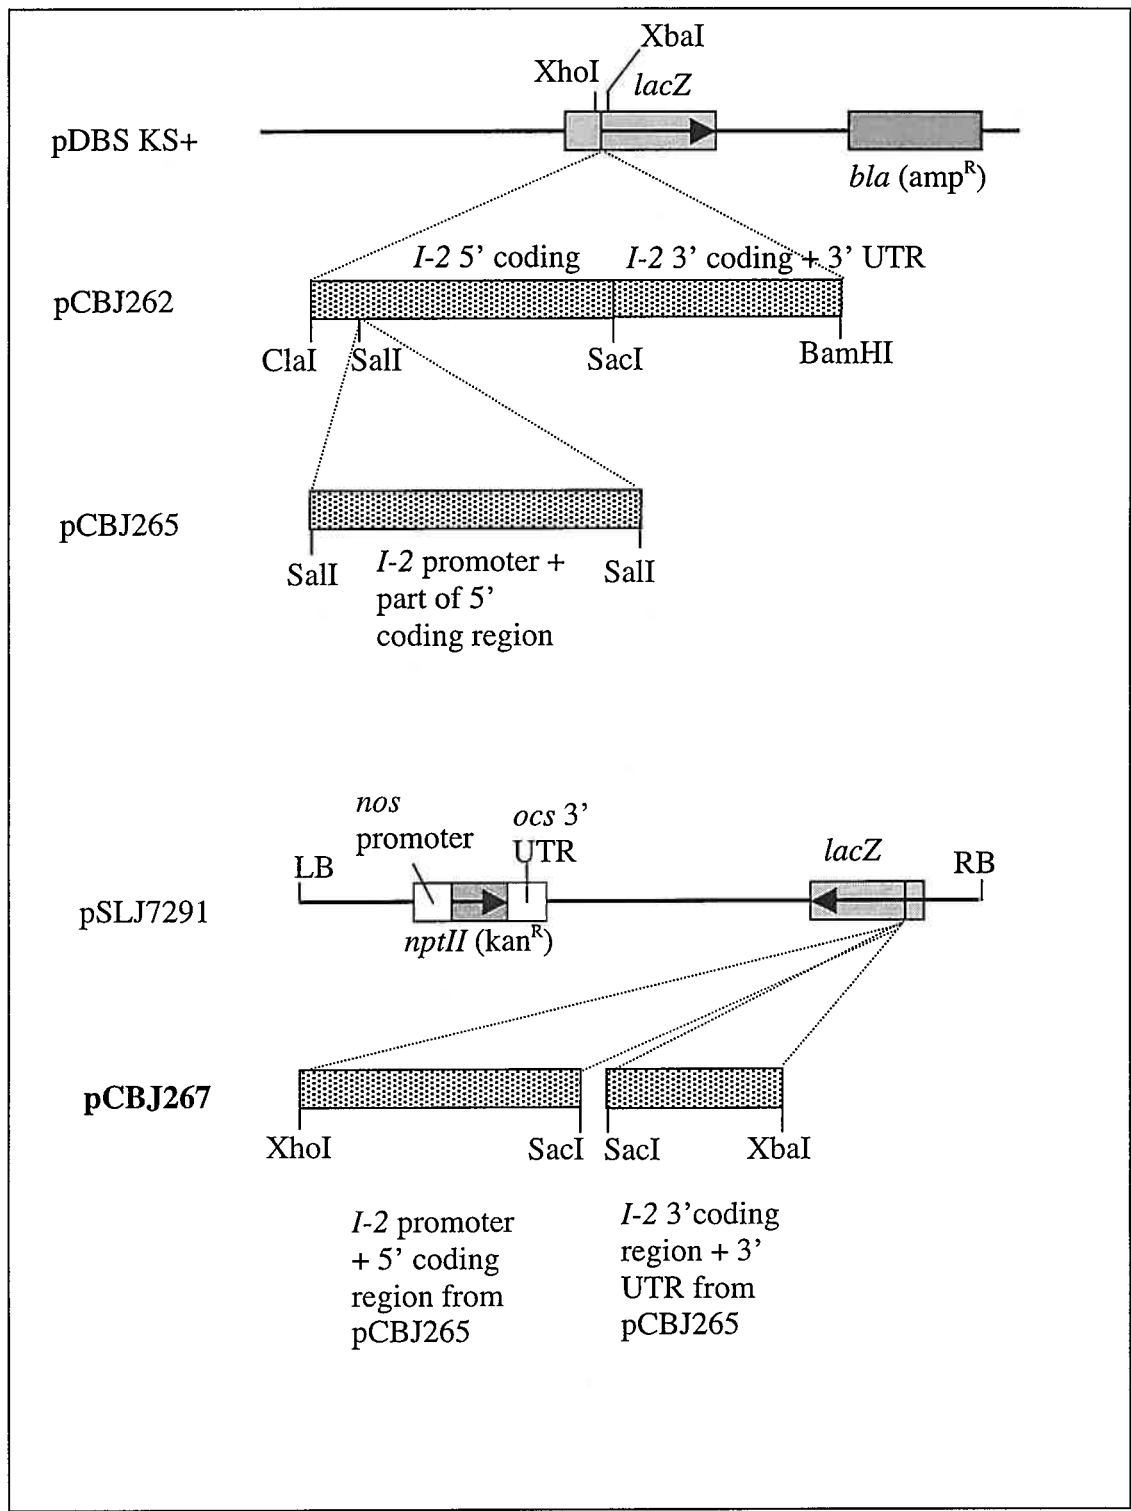 XbaI
XhoI
lacZ
pDBS KS+
bla (ampᴿ)
I-2 5’ coding
I-2 3’ coding + 3’ UTR
pCBJ262
ClaI
SalI
SacI
BamHI
pCBJ265
SalI
I-2 promoter +
part of 5’
coding region
SalI
nos
promoter
ocs 3’
UTR
LB
lacZ
RB
pSLJ7291
nptII (kanᴿ)
pCBJ267
XhoI
SacI
SacI
XbaI
I-2 promoter
+ 5’ coding
region from
pCBJ265
I-2 3’coding
region + 3’
UTR from
pCBJ265